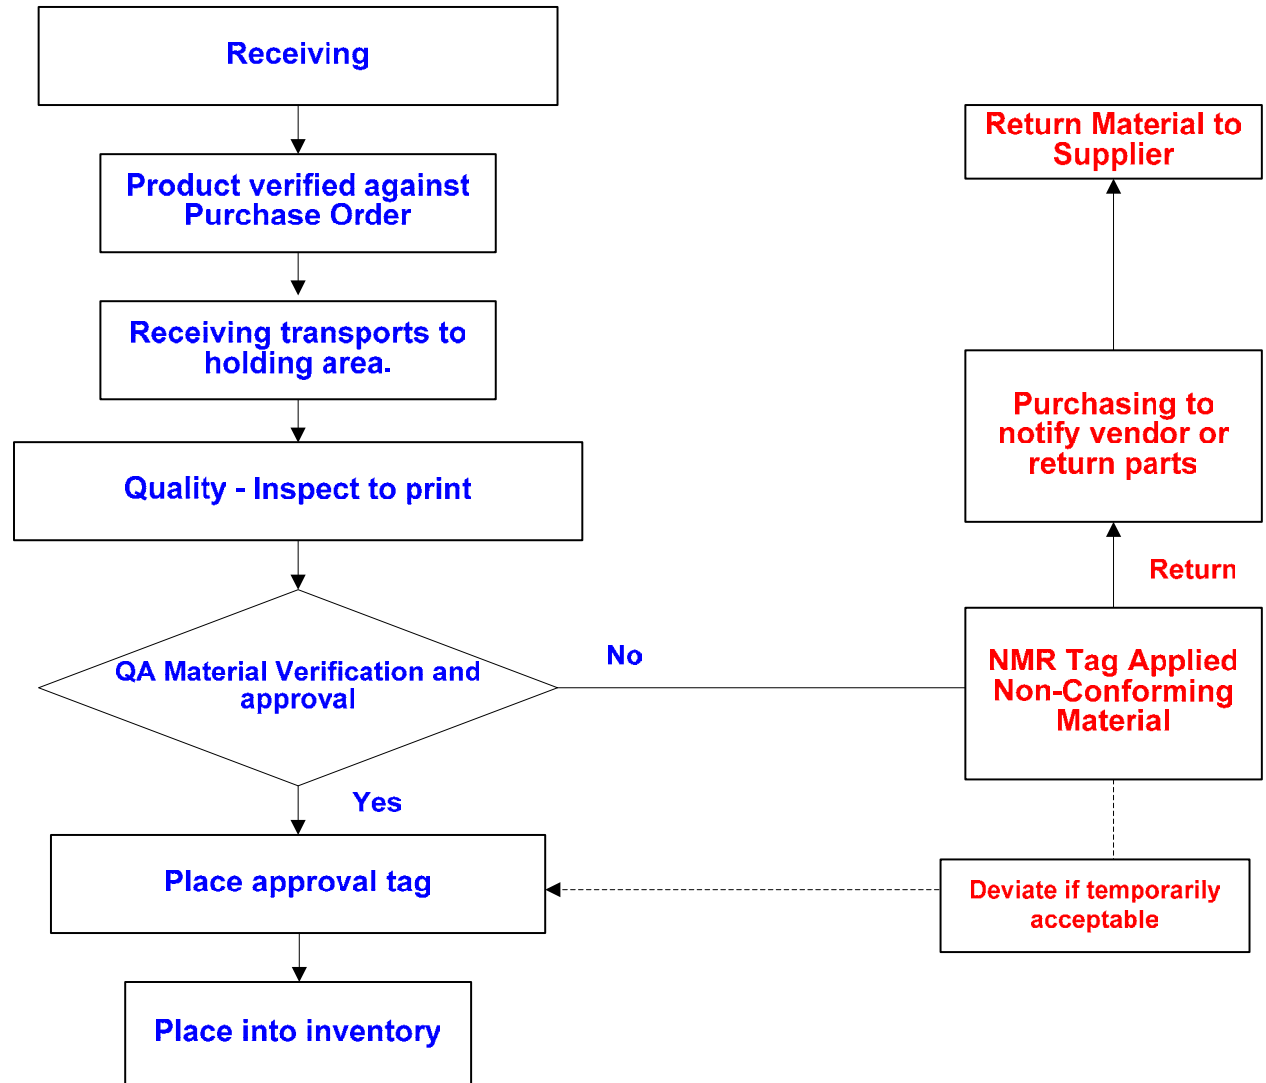 Receiving
Product verified against
Purchase Order
Receiving transports to
holding area.
Quality - Inspect to print
QA Material Verification and
approval
No
Yes
Place approval tag
Place into inventory
Return Material to
Supplier
Purchasing to
notify vendor or
return parts
Return
NMR Tag Applied
Non-Conforming
Material
Deviate if temporarily
acceptable